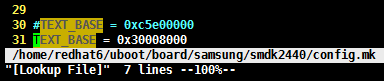 29
30 #TEXT_BASE = 0xc5e00000
31 TEXT_BASE = 0x30008000
/home/redhat6/uboot/board/samsung/smdk2440/config.mk
"[Lookup File]" 7 lines --100%--